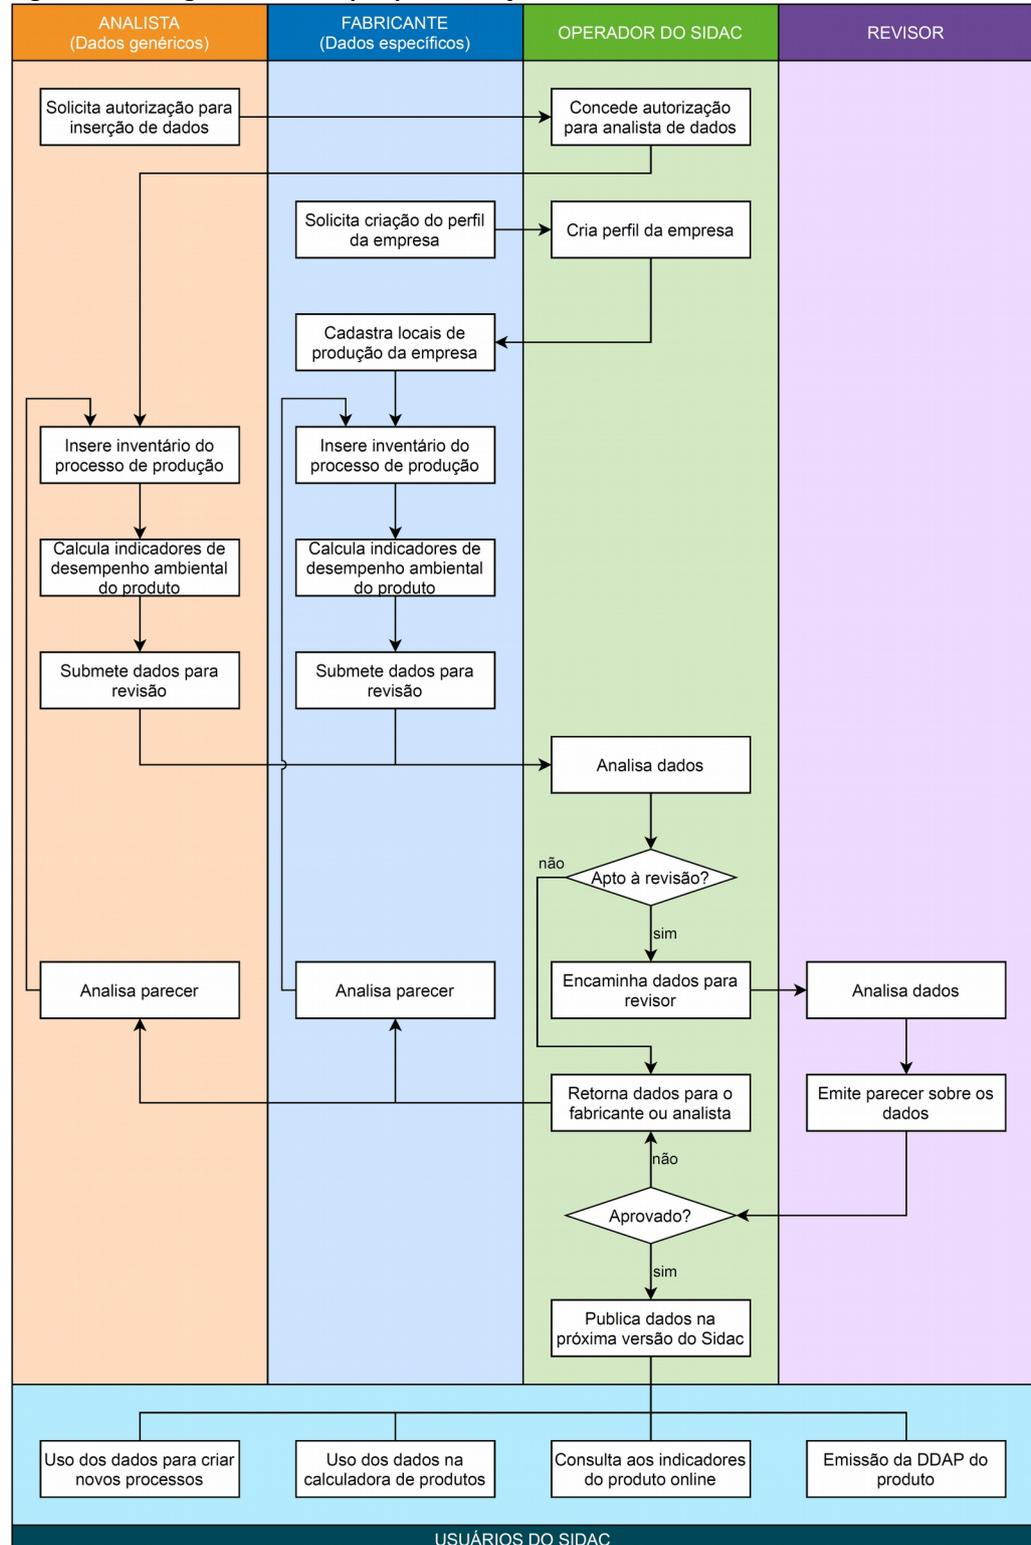 ANALISTA
(Dados genéricos)
FABRICANTE
(Dados específicos)
OPERADOR DO SIDAC
REVISOR
Solicita autorização para
inserção de dados
Concede autorização
para analista de dados
Solicita criação do perfil
da empresa
Cria perfil da empresa
Cadastra locais de
produção da empresa
Insere inventário do
processo de produção
Insere inventário do
processo de produção
Calcula indicadores de
desempenho ambiental
do produto
Calcula indicadores de
desempenho ambiental
do produto
Submete dados para
revisão
Submete dados para
revisão
Analisa dados
não
Apto à revisão?
sim
Analisa parecer
Analisa parecer
Encaminha dados para
revisor
Analisa dados
Retorna dados para o
fabricante ou analista
Emite parecer sobre os
dados
não
Aprovado?
sim
Publica dados na
próxima versão do Sidac
Uso dos dados para criar
novos processos
Uso dos dados na
calculadora de produtos
Consulta aos indicadores
do produto online
Emissão da DDAP do
produto
USUÁRIOS DO SIDAC